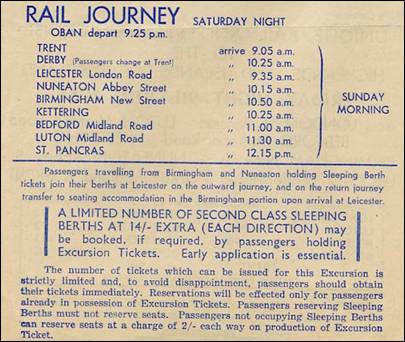 RAIL JOURNEY SATURDAY NIGHT
OBAN depart 9.25 p.m.
TRENT arrive 9.05 a.m.
DERBY (Passengers change at Trent) „ 10.25 a.m.
LEICESTER London Road „ 9.35 a.m.
NUNEATON Abbey Street „ 10.15 a.m.
BIRMINGHAM New Street „ 10.50 a.m.
KETTERING „ 10.25 a.m.
BEDFORD Midland Road „ 11.00 a.m.
LUTON Midland Road „ 11.30 a.m.
ST. PANCRAS „ 12.15 p.m.
SUNDAY
MORNING
Passengers travelling from Birmingham and Nuneaton holding Sleeping Berth
tickets join their berths at Leicester on the outward journey, and on the return journey
transfer to seating accommodation in the Birmingham portion upon arrival at Leicester.
A LIMITED NUMBER OF SECOND CLASS SLEEPING
BERTHS AT 14/- EXTRA (EACH DIRECTION) may
be booked, if required, by passengers holding
Excursion Tickets. Early application is essential.
The number of tickets which can be issued for this Excursion is
strictly limited and, to avoid disappointment, passengers should obtain
their tickets immediately. Reservations will be effected only for passengers
already in possession of Excursion Tickets. Passengers reserving Sleeping
Berths must not reserve seats. Passengers not occupying Sleeping Berths
can reserve seats at a charge of 2/- each way on production of Excursion
Ticket.